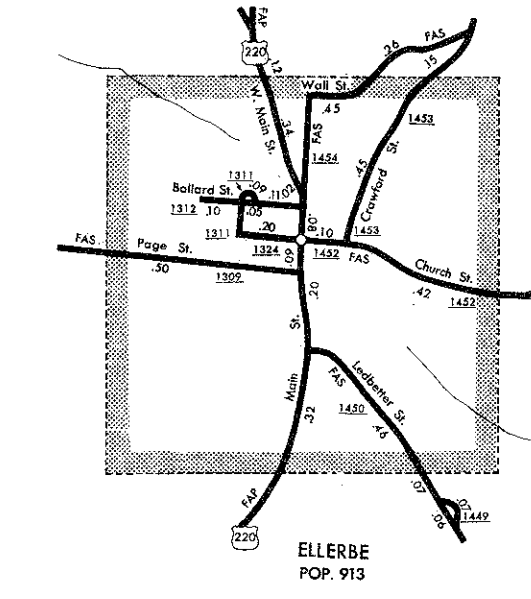 FAP
220
.12
FAS
.26
.15
Wall St.
.45
W. Main St.
.34
FAS
1453
1454
.45
Crawford St.
1311
.09
Ballard St.
.11
.02
1312
.10
.05
.08
1311
.20
.10
1453
1324
1452
FAS
FAS
Page St.
.09
Church St.
.50
1309
.20
.42
1452
Main St.
FAS
Ledbetter St.
.32
1450
.46
FAP
.07
.07
.06
1449
220
ELLERBE
POP. 913